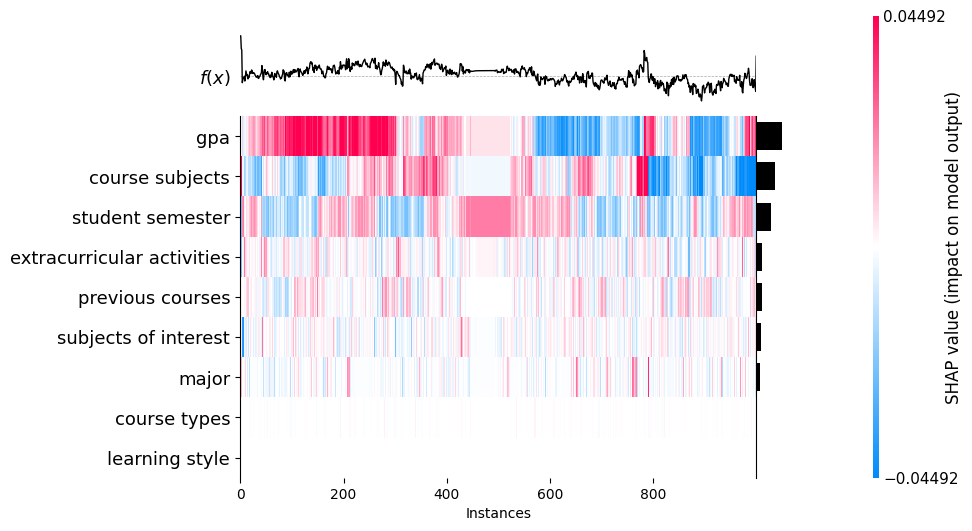 0.04492
f(x)
gpa
course subjects
student semester
extracurricular activities
previous courses
subjects of interest
major
course types
learning style
0 200 400 600 800
Instances
SHAP value (impact on model output)
−0.04492